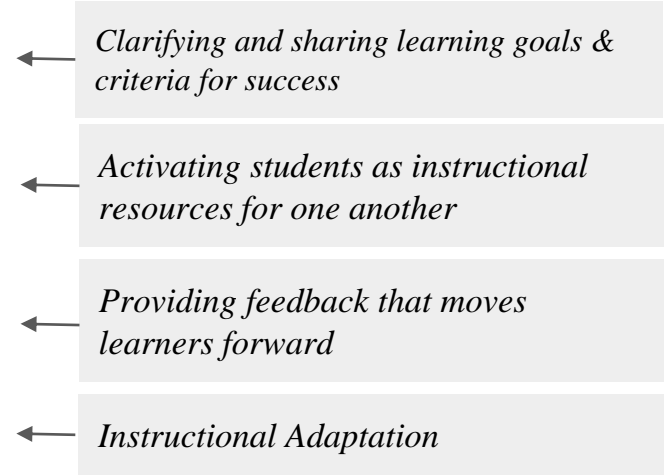 Clarifying and sharing learning goals &
criteria for success
Activating students as instructional
resources for one another
Providing feedback that moves
learners forward
Instructional Adaptation